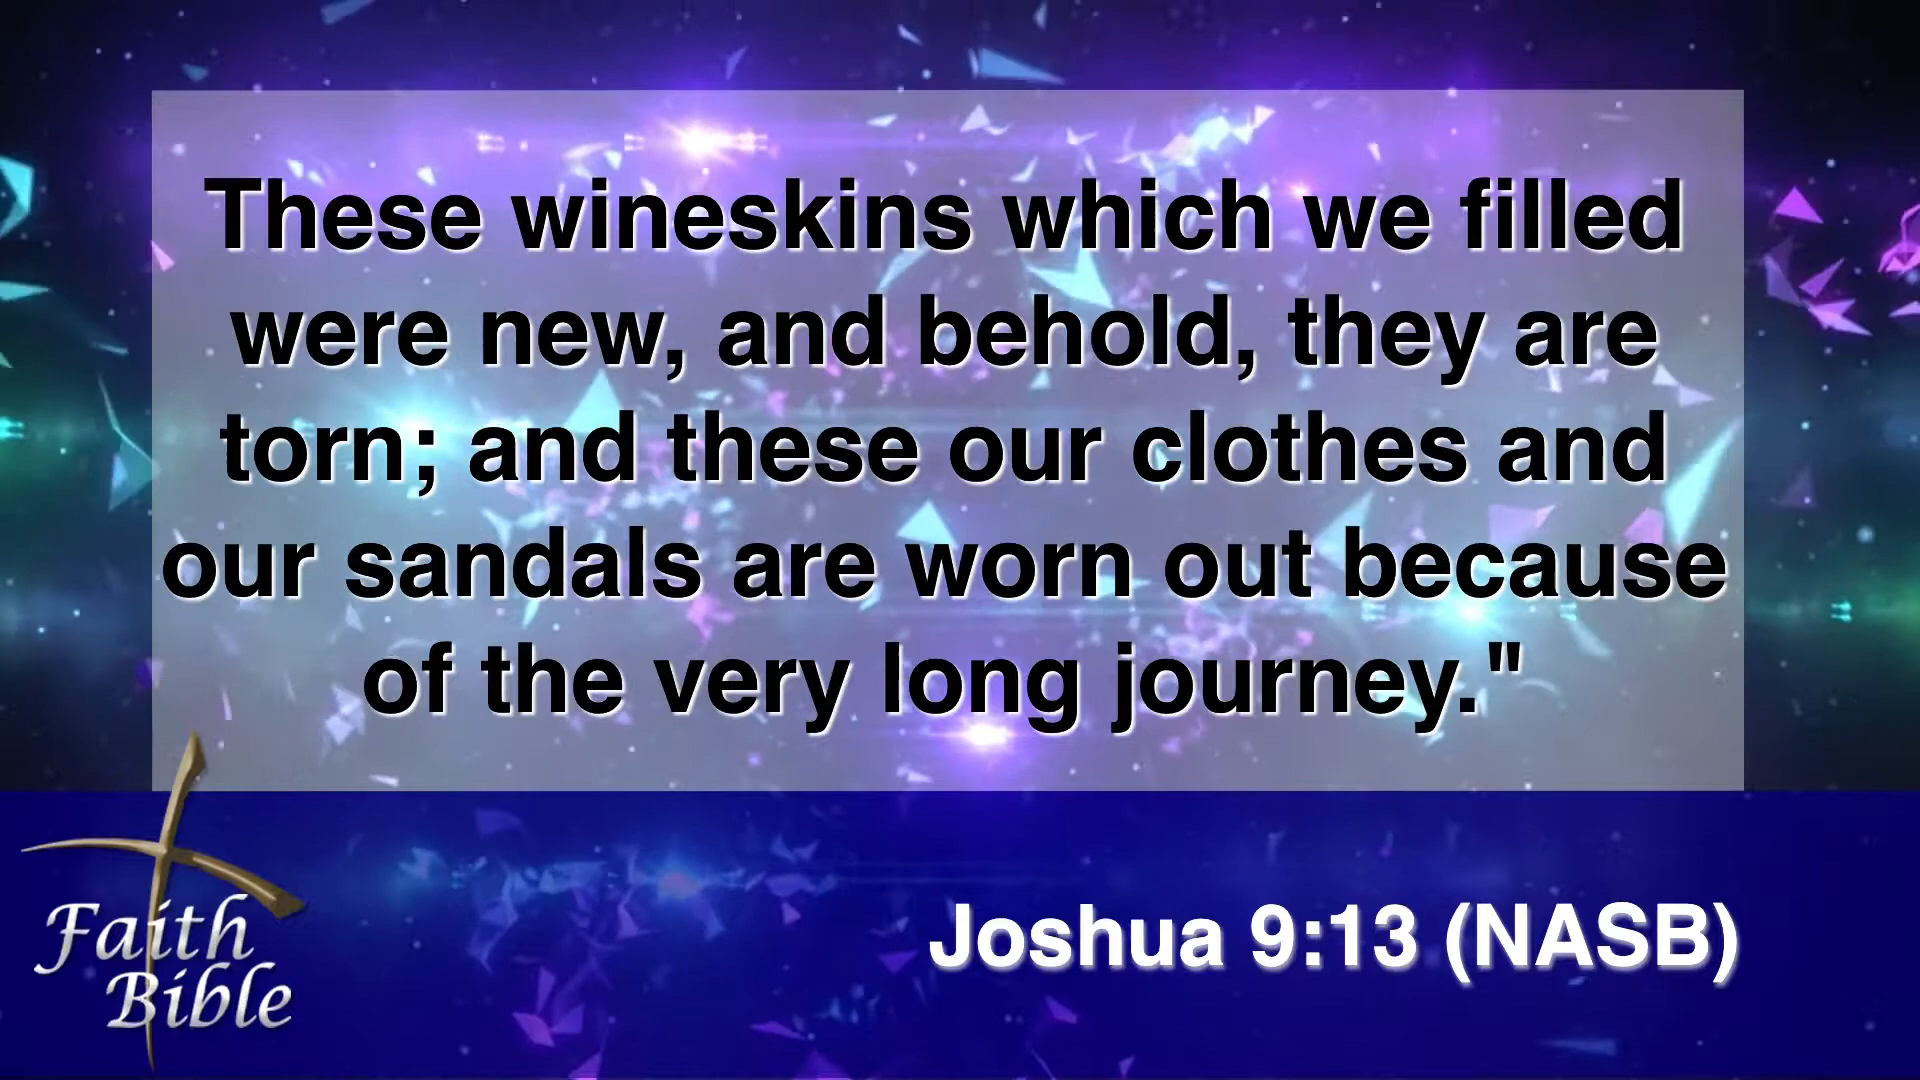 These wineskins which we filled
were new, and behold, they are
torn; and these our clothes and
our sandals are worn out because
of the very long journey."
Joshua 9:13 (NASB)
Faith
Bible